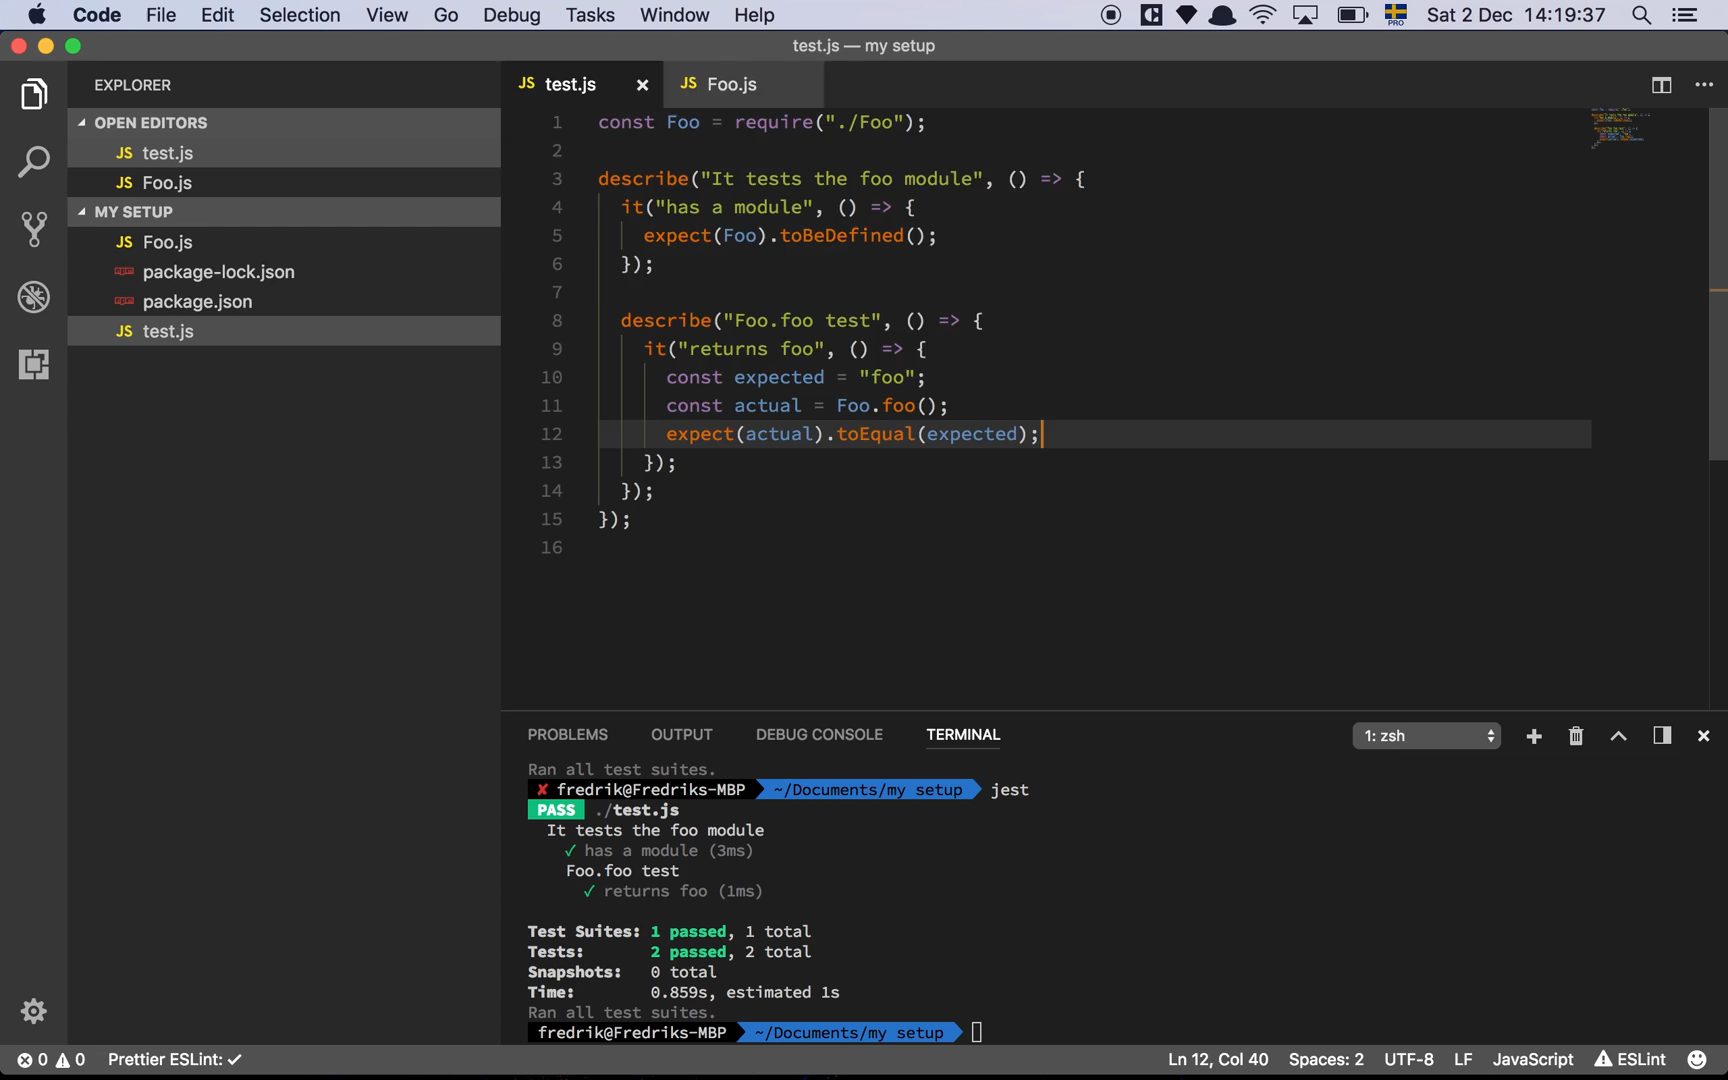 Code File Edit Selection View Go Debug Tasks Window Help PRO Sat 2 Dec 14:19:37
test.js — my setup
EXPLORER
OPEN EDITORS
JS test.js
JS Foo.js
MY SETUP
JS Foo.js
package-lock.json
package.json
JS test.js
JS test.js × JS Foo.js
1 const Foo = require("./Foo");
2
3 describe("It tests the foo module", () => {
4 it("has a module", () => {
5 expect(Foo).toBeDefined();
6 });
7
8 describe("Foo.foo test", () => {
9 it("returns foo", () => {
10 const expected = "foo";
11 const actual = Foo.foo();
12 expect(actual).toEqual(expected);
13 });
14 });
15 });
16
PROBLEMS OUTPUT DEBUG CONSOLE TERMINAL 1: zsh
Ran all test suites.
✘ fredrik@Fredriks-MBP ~/Documents/my setup jest
PASS ./test.js
It tests the foo module
✓ has a module (3ms)
Foo.foo test
✓ returns foo (1ms)
Test Suites: 1 passed, 1 total
Tests: 2 passed, 2 total
Snapshots: 0 total
Time: 0.859s, estimated 1s
Ran all test suites.
fredrik@Fredriks-MBP ~/Documents/my setup
0 0 Prettier ESLint: ✓ Ln 12, Col 40 Spaces: 2 UTF-8 LF JavaScript ESLint